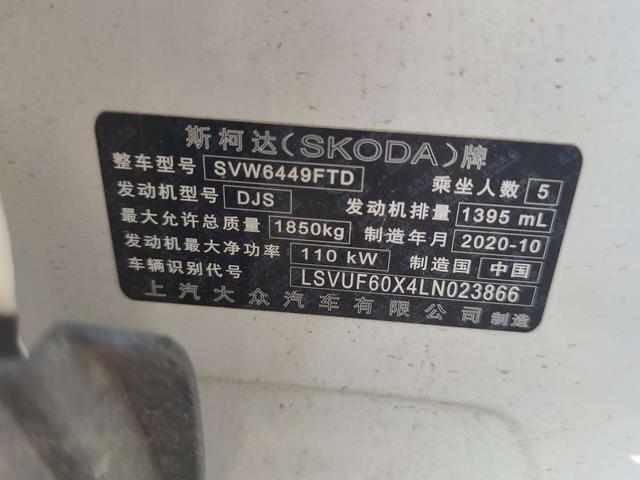 斯柯达(SKODA)牌
整车型号 SVW6449FTD 乘坐人数 5
发动机型号 DJS 发动机排量 1395 mL
最大允许总质量 1850kg 制造年月 2020-10
发动机最大净功率 110 kW 制造国 中国
车辆识别代号 LSVUF60X4LN023866
上汽大众汽车有限公司 制造